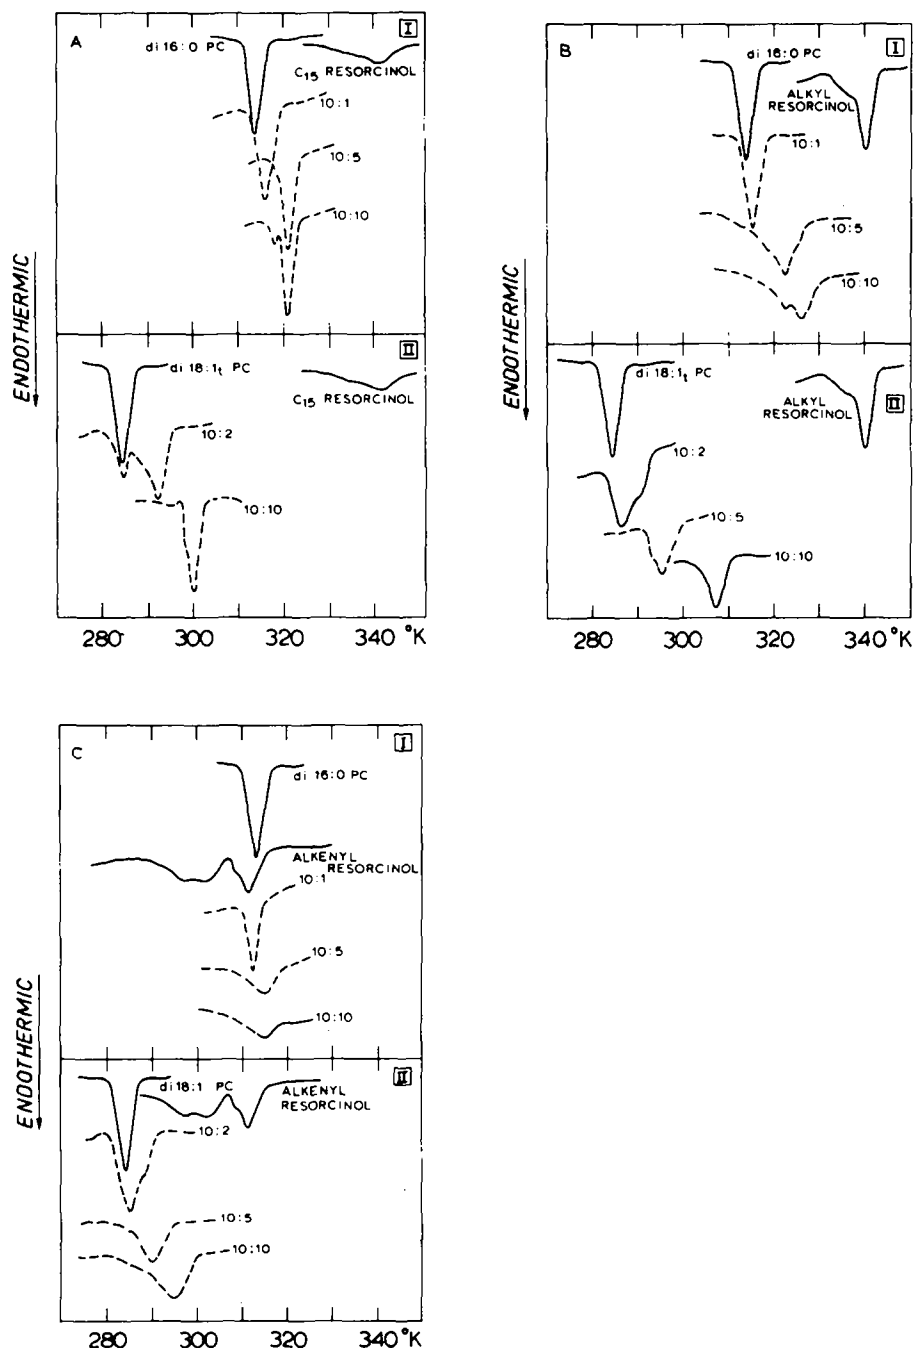 A
I
di 16:0 PC
C15 RESORCINOL
10:1
10:5
10:10
II
di 18:1t PC
C15 RESORCINOL
10:2
10:10
280 300 320 340 °K
ENDOTHERMIC
B
I
di 16:0 PC
ALKYL
RESORCINOL
10:1
10:5
10:10
di 18:1t PC
ALKYL
RESORCINOL
II
10:2
10:5
10:10
280 300 320 340 °K
ENDOTHERMIC
C
I
di 16:0 PC
ALKENYL
RESORCINOL
10:1
10:5
10:10
II
di 18:1 PC
ALKENYL
RESORCINOL
10:2
10:5
10:10
280 300 320 340 °K
ENDOTHERMIC